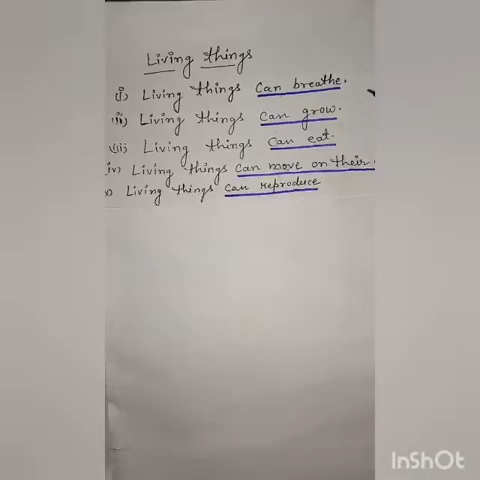 Living things
(i) Living things can breathe.
(ii) Living things can grow.
(iii) Living things can eat.
iv) Living things can move on their
Living things can reproduce
InShOt